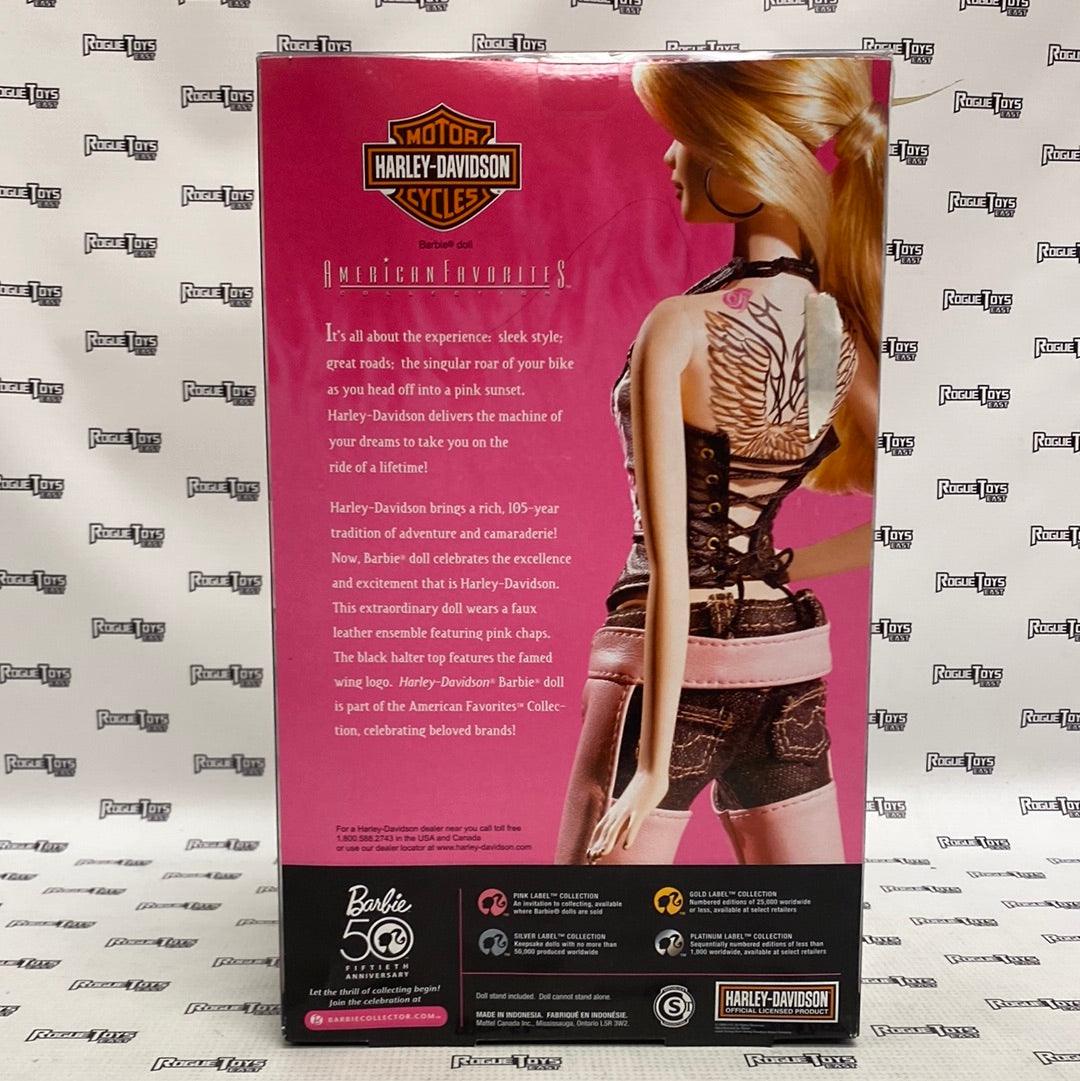 MOTOR
HARLEY-DAVIDSON
CYCLES
Barbie® doll
AMERICAN FAVORITES™
COLLECTION
It's all about the experience: sleek style;
great roads; the singular roar of your bike
as you head off into a pink sunset.
Harley-Davidson delivers the machine of
your dreams to take you on the
ride of a lifetime!
Harley-Davidson brings a rich, 105-year
tradition of adventure and camaraderie!
Now, Barbie® doll celebrates the excellence
and excitement that is Harley-Davidson.
This extraordinary doll wears a faux
leather ensemble featuring pink chaps.
The black halter top features the famed
wing logo. Harley-Davidson® Barbie® doll
is part of the American Favorites™ Collec-
tion, celebrating beloved brands!
For a Harley-Davidson dealer near you call toll free
1.800.588.2743 in the USA and Canada
or use our dealer locator at www.harley-davidson.com
Barbie
50
FIFTIETH
ANNIVERSARY
Let the thrill of collecting begin!
Join the celebration at
BARBIECOLLECTOR.COM™
PINK LABEL™ COLLECTION
An invitation to collecting, available
where Barbie® dolls are sold
SILVER LABEL™ COLLECTION
Keepsake dolls with no more than
50,000 produced worldwide
GOLD LABEL™ COLLECTION
Numbered editions of 25,000 worldwide
or less, available at select retailers
PLATINUM LABEL™ COLLECTION
Sequentially numbered editions of less than
1,000 worldwide, available at select retailers
Doll stand included. Doll cannot stand alone.
MADE IN INDONESIA. FABRIQUÉ EN INDONÉSIE.
Mattel Canada Inc., Mississauga, Ontario L5R 3W2.
S
HARLEY-DAVIDSON
OFFICIAL LICENSED PRODUCT
ROGUE TOYS
EAST